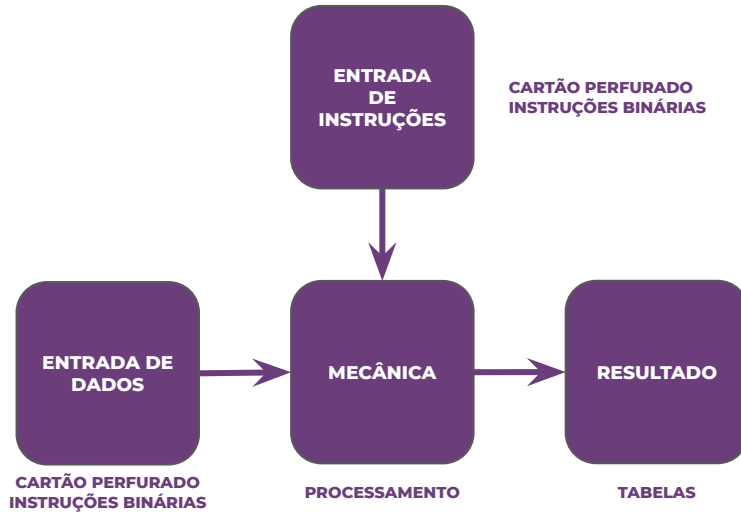 ENTRADA
DE
INSTRUÇÕES
CARTÃO PERFURADO
INSTRUÇÕES BINÁRIAS
ENTRADA DE
DADOS
MECÂNICA
RESULTADO
CARTÃO PERFURADO
INSTRUÇÕES BINÁRIAS
PROCESSAMENTO
TABELAS